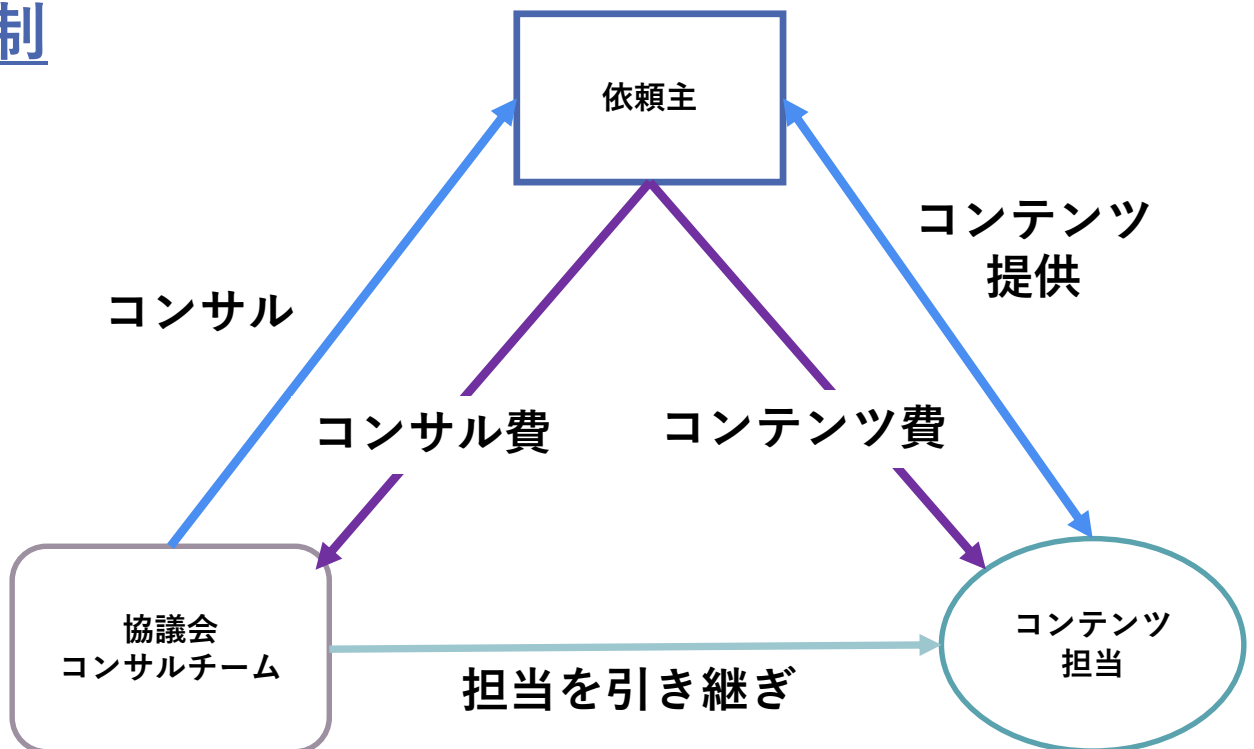 制
依頼主
コンテンツ
提供
コンサル
コンサル費
コンテンツ費
協議会
コンサルチーム
コンテンツ
担当
担当を引き継ぎ